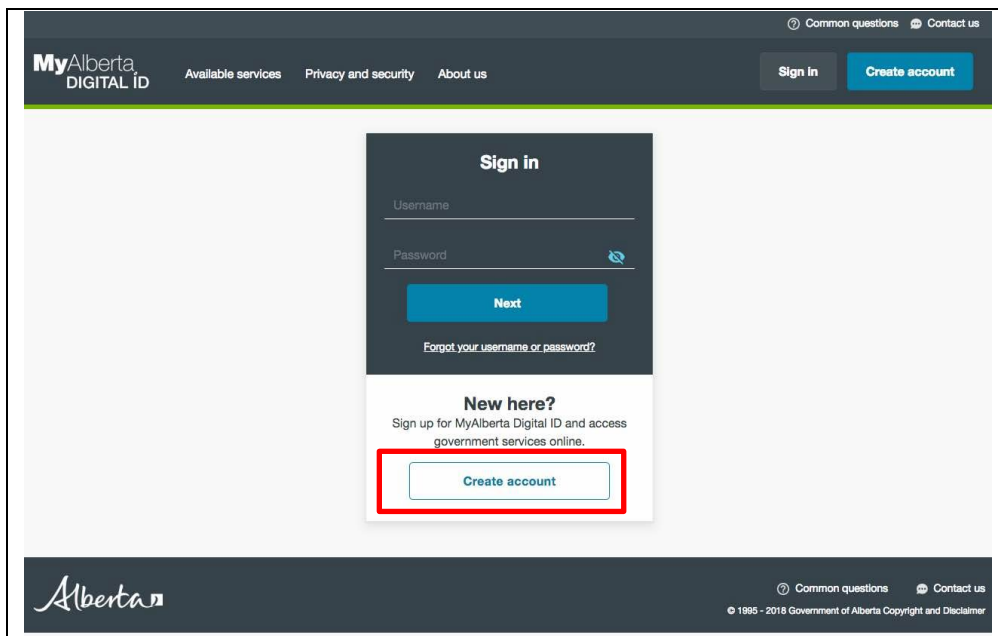 Common questions Contact us
MyAlberta
DIGITAL ID
Available services Privacy and security About us
Sign in Create account
Sign in
Username
Password
Next
Forgot your username or password?
New here?
Sign up for MyAlberta Digital ID and access
government services online.
Create account
Alberta
Common questions Contact us
© 1995 - 2018 Government of Alberta Copyright and Disclaimer